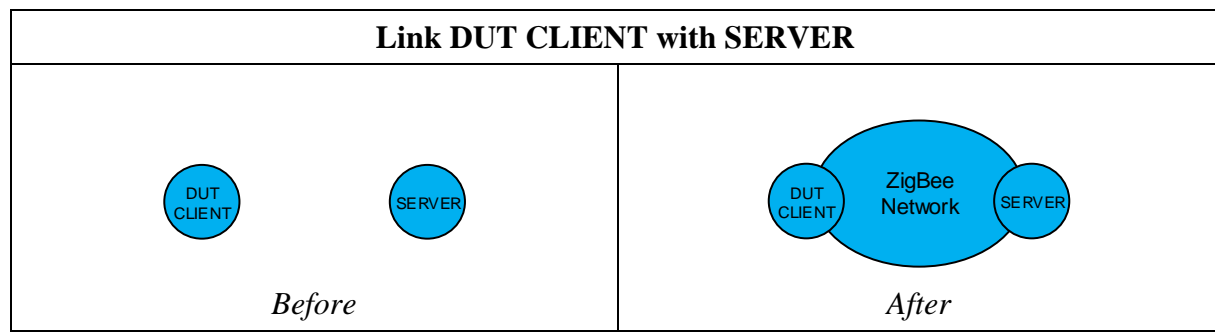 Link DUT CLIENT with SERVER
DUT
CLIENT
SERVER
Before
DUT
CLIENT
ZigBee
Network
SERVER
After